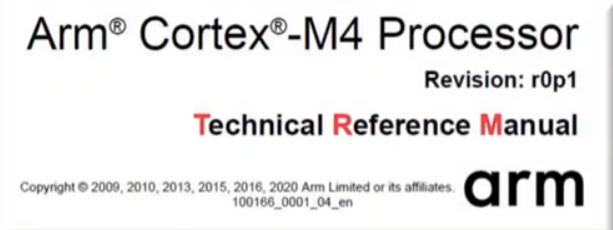 Arm® Cortex®-M4 Processor
Revision: r0p1
Technical Reference Manual
Copyright © 2009, 2010, 2013, 2015, 2016, 2020 Arm Limited or its affiliates.
100166_0001_04_en
arm